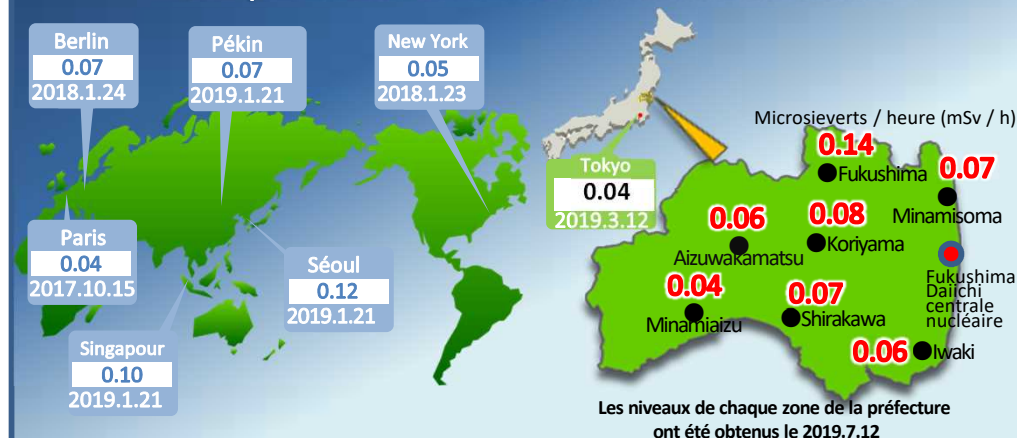 Berlin
0.07
2018.1.24
Pékin
0.07
2019.1.21
New York
0.05
2018.1.23
Paris
0.04
2017.10.15
Séoul
0.12
2019.1.21
Singapour
0.10
2019.1.21
Tokyo
0.04
2019.3.12
Microsieverts / heure (mSv / h)
0.14
Fukushima
0.07
Minamisoma
0.06
Aizuwakamatsu
0.08
Koriyama
Fukushima
Daiichi
centrale
nucléaire
0.04
Minamiaizu
0.07
Shirakawa
0.06
Iwaki
Les niveaux de chaque zone de la préfecture
ont été obtenus le 2019.7.12